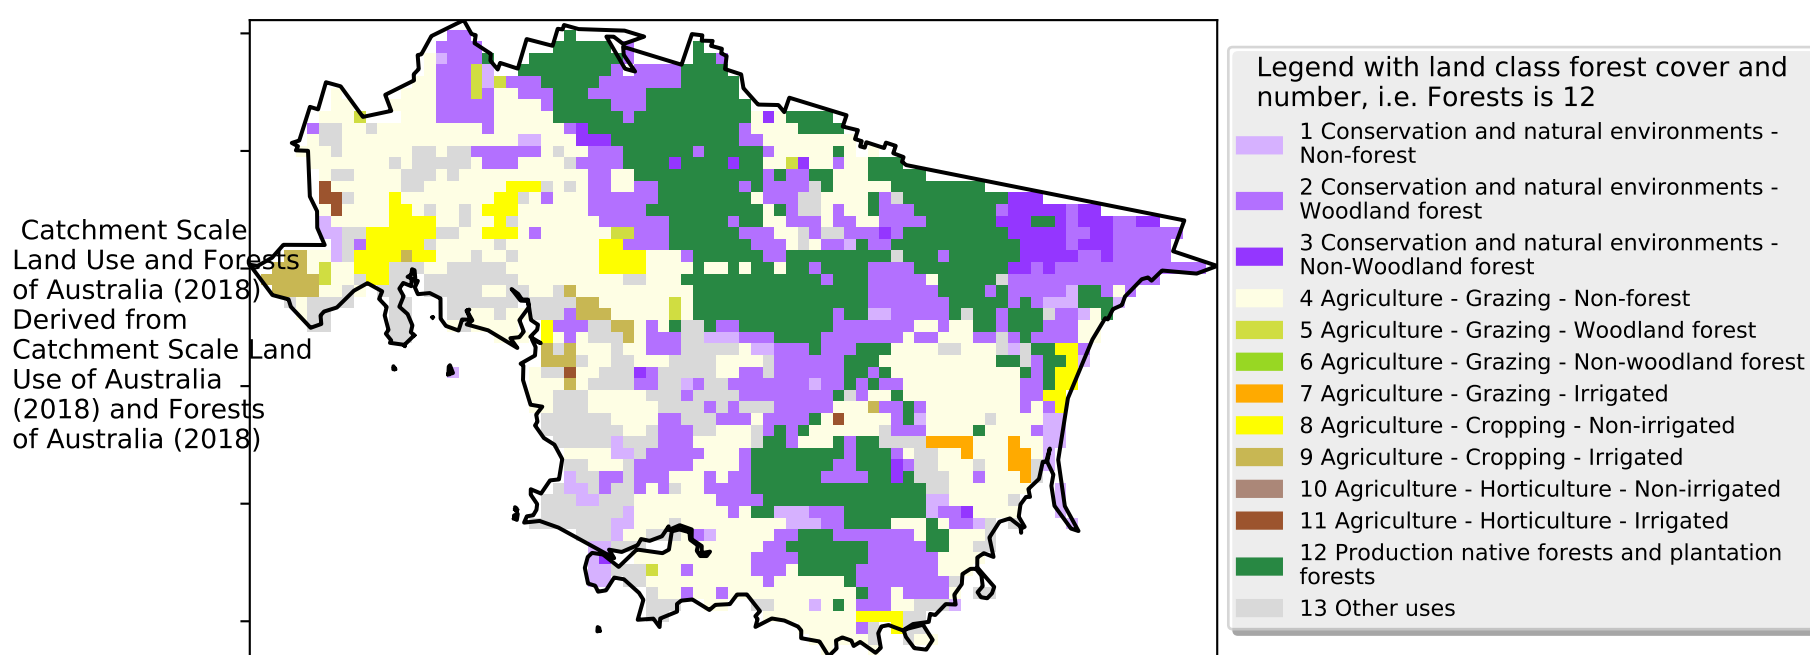 Catchment Scale
Land Use and Forests
of Australia (2018)
Derived from
Catchment Scale Land
Use of Australia
(2018) and Forests
of Australia (2018)
Legend with land class forest cover and
number, i.e. Forests is 12
1 Conservation and natural environments -
Non-forest
2 Conservation and natural environments -
Woodland forest
3 Conservation and natural environments -
Non-Woodland forest
4 Agriculture - Grazing - Non-forest
5 Agriculture - Grazing - Woodland forest
6 Agriculture - Grazing - Non-woodland forest
7 Agriculture - Grazing - Irrigated
8 Agriculture - Cropping - Non-irrigated
9 Agriculture - Cropping - Irrigated
10 Agriculture - Horticulture - Non-irrigated
11 Agriculture - Horticulture - Irrigated
12 Production native forests and plantation
forests
13 Other uses